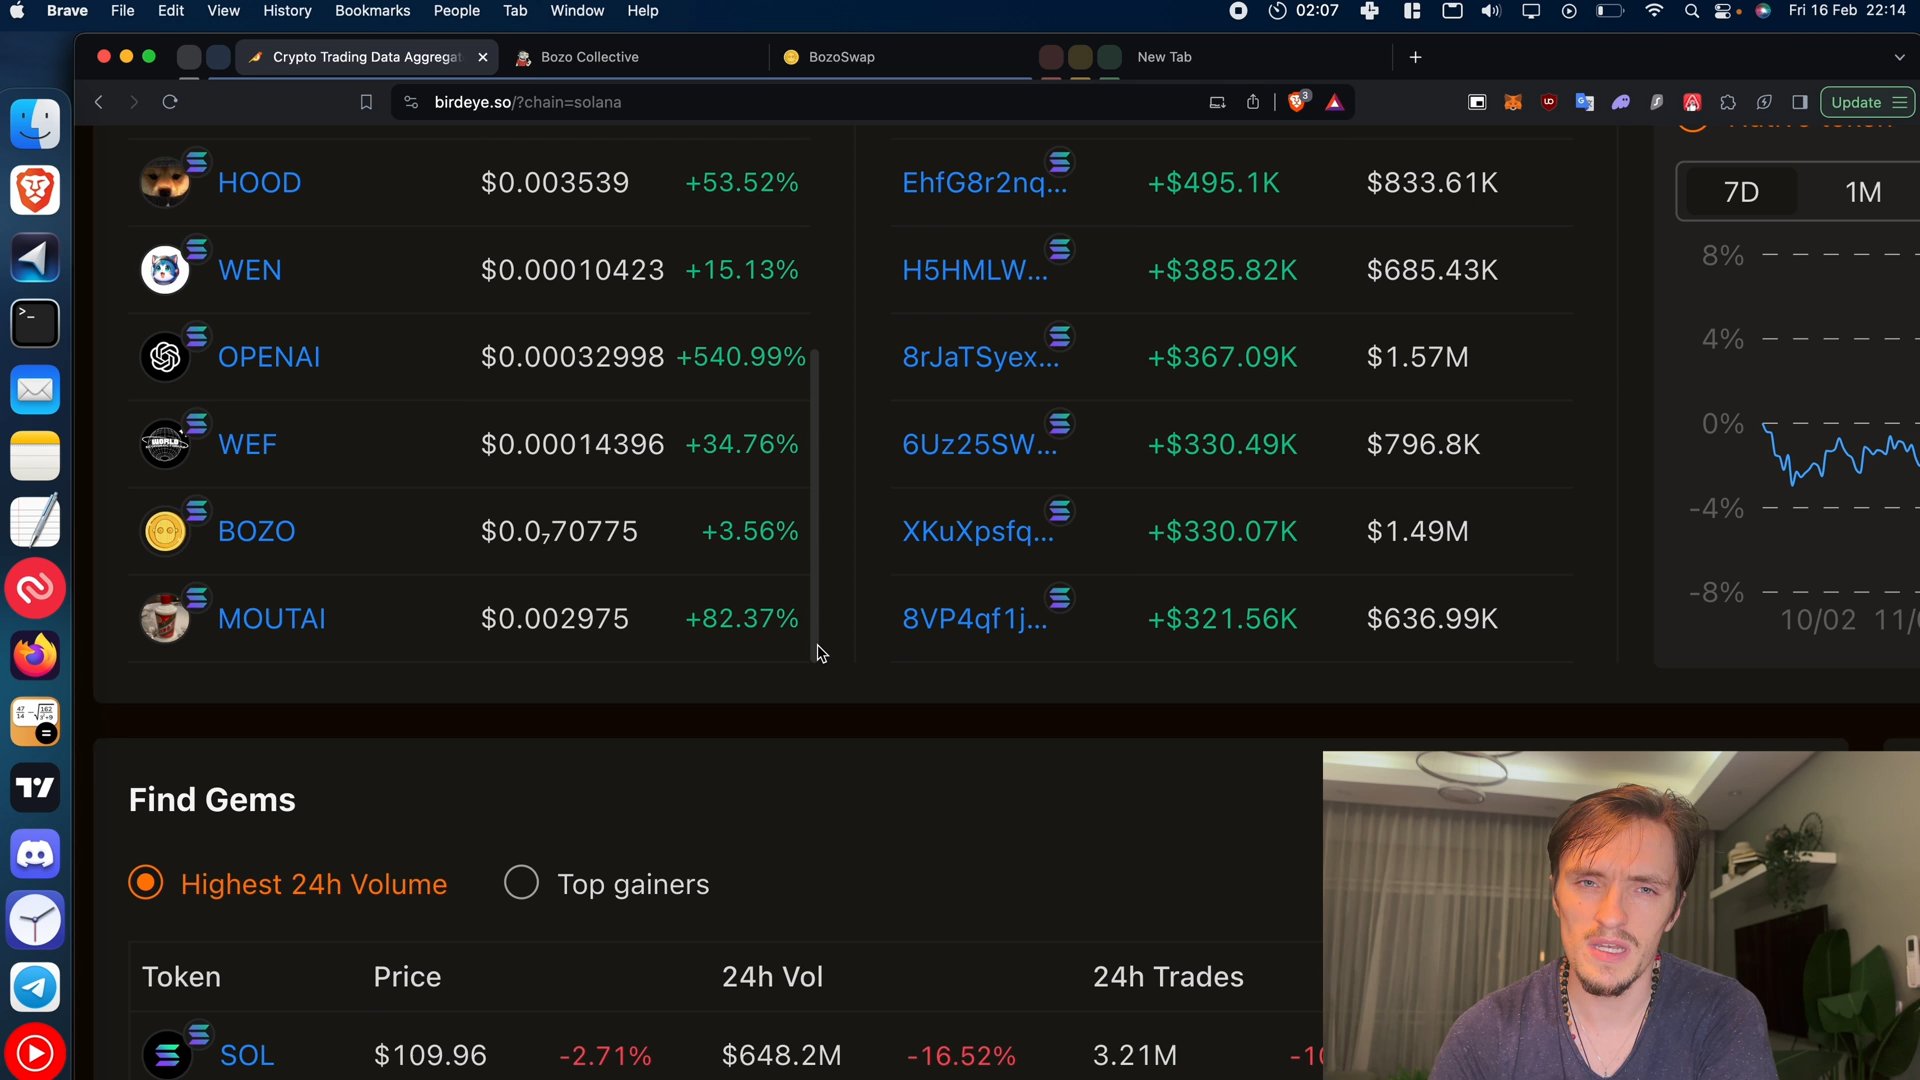 Brave File Edit View History Bookmarks People Tab Window Help 02:07 Fri 16 Feb 22:14
Crypto Trading Data Aggregat Bozo Collective BozoSwap New Tab
birdeye.so/?chain=solana 3 Update
HOOD $0.003539 +53.52% EhfG8r2nq... +$495.1K $833.61K 7D 1M
8%
WEN $0.00010423 +15.13% H5HMLW... +$385.82K $685.43K
4%
OPENAI $0.00032998 +540.99% 8rJaTSyex... +$367.09K $1.57M
0%
WEF $0.00014396 +34.76% 6Uz25SW... +$330.49K $796.8K
-4%
BOZO $0.0₇70775 +3.56% XKuXpsfq... +$330.07K $1.49M
-8%
MOUTAI $0.002975 +82.37% 8VP4qf1j... +$321.56K $636.99K 10/02
Find Gems
Highest 24h Volume Top gainers
Token Price 24h Vol 24h Trades
SOL $109.96 -2.71% $648.2M -16.52% 3.21M